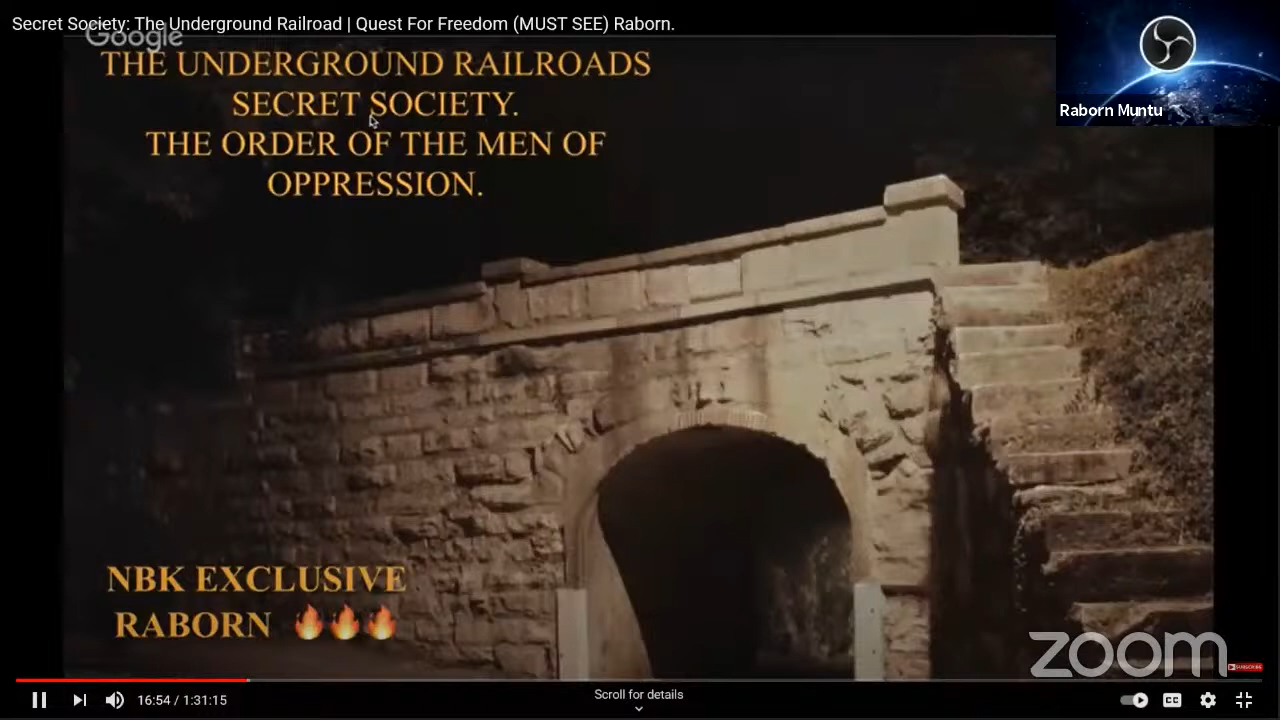 Secret Society: The Underground Railroad | Quest For Freedom (MUST SEE) Raborn.
Google
THE UNDERGROUND RAILROADS
SECRET SOCIETY.
THE ORDER OF THE MEN OF
OPPRESSION.
Raborn Muntu
NBK EXCLUSIVE
RABORN 🔥🔥🔥
zoom
SUBSCRIBE
16:54 / 1:31:15
Scroll for details
CC